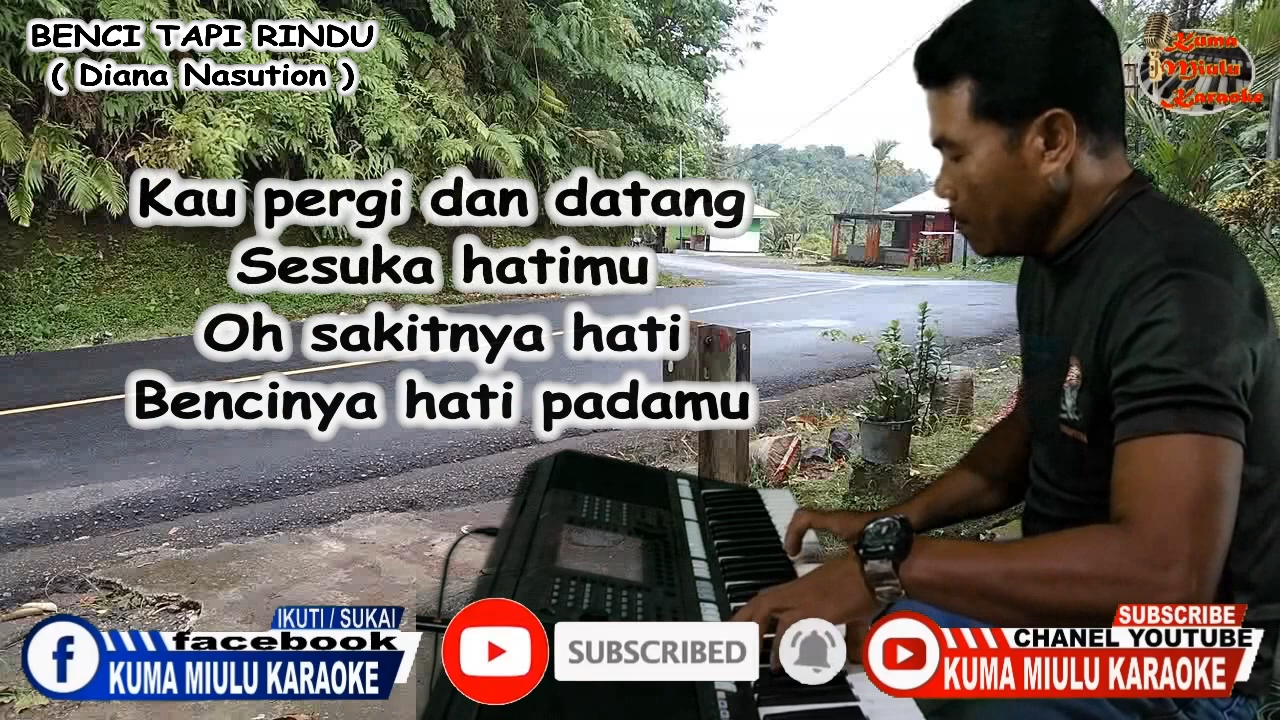 BENCI TAPI RINDU
( Diana Nasution )
Kuma
Miulu
Karaoke
Kau pergi dan datang
Sesuka hatimu
Oh sakitnya hati
Bencinya hati padamu
IKUTI / SUKAI
facebook
KUMA MIULU KARAOKE
SUBSCRIBED
SUBSCRIBE
CHANEL YOUTUBE
KUMA MIULU KARAOKE